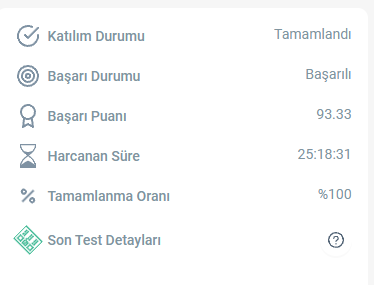 Katılım Durumu Tamamlandı
Başarı Durumu Başarılı
Başarı Puanı 93.33
Harcanan Süre 25:18:31
Tamamlanma Oranı %100
Son Test Detayları